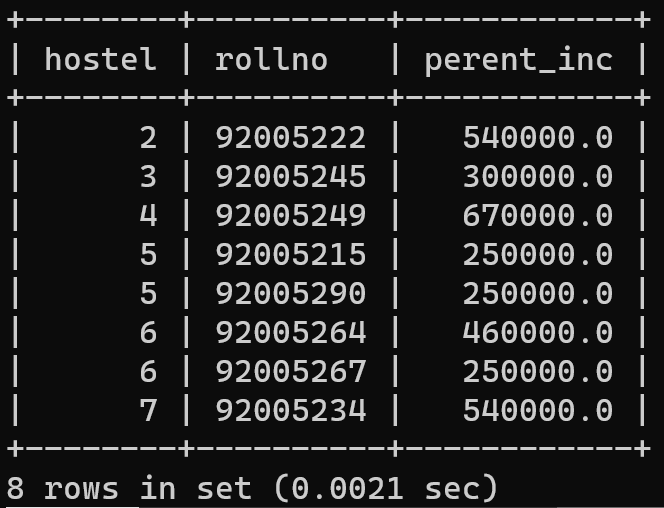 +--------+----------+------------+
| hostel | rollno   | perent_inc |
+--------+----------+------------+
|      2 | 92005222 |   540000.0 |
|      3 | 92005245 |   300000.0 |
|      4 | 92005249 |   670000.0 |
|      5 | 92005215 |   250000.0 |
|      5 | 92005290 |   250000.0 |
|      6 | 92005264 |   460000.0 |
|      6 | 92005267 |   250000.0 |
|      7 | 92005234 |   540000.0 |
+--------+----------+------------+
8 rows in set (0.0021 sec)